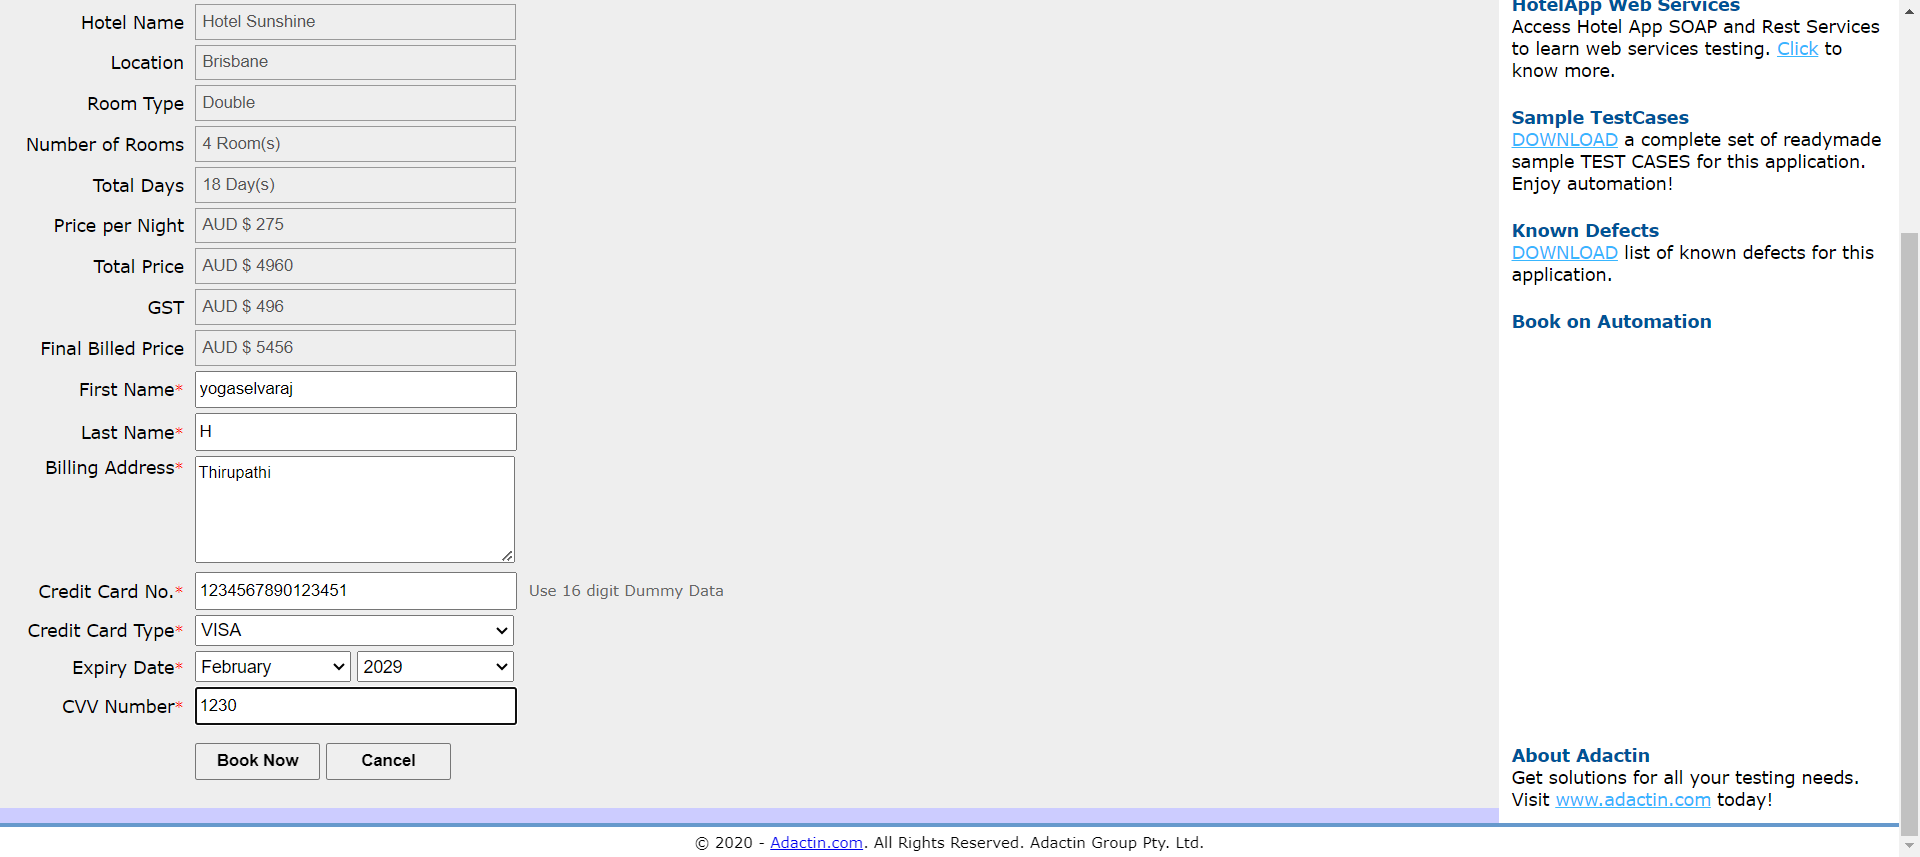 Hotel Name Hotel Sunshine
Location Brisbane
Room Type Double
Number of Rooms 4 Room(s)
Total Days 18 Day(s)
Price per Night AUD $ 275
Total Price AUD $ 4960
GST AUD $ 496
Final Billed Price AUD $ 5456
First Name* yogaselvaraj
Last Name* H
Billing Address* Thirupathi
Credit Card No.* 1234567890123451 Use 16 digit Dummy Data
Credit Card Type* VISA
Expiry Date* February 2029
CVV Number* 1230
Book Now Cancel
HotelApp Web Services
Access Hotel App SOAP and Rest Services
to learn web services testing. Click to
know more.
Sample TestCases
DOWNLOAD a complete set of readymade
sample TEST CASES for this application.
Enjoy automation!
Known Defects
DOWNLOAD list of known defects for this
application.
Book on Automation
About Adactin
Get solutions for all your testing needs.
Visit www.adactin.com today!
© 2020 - Adactin.com. All Rights Reserved. Adactin Group Pty. Ltd.